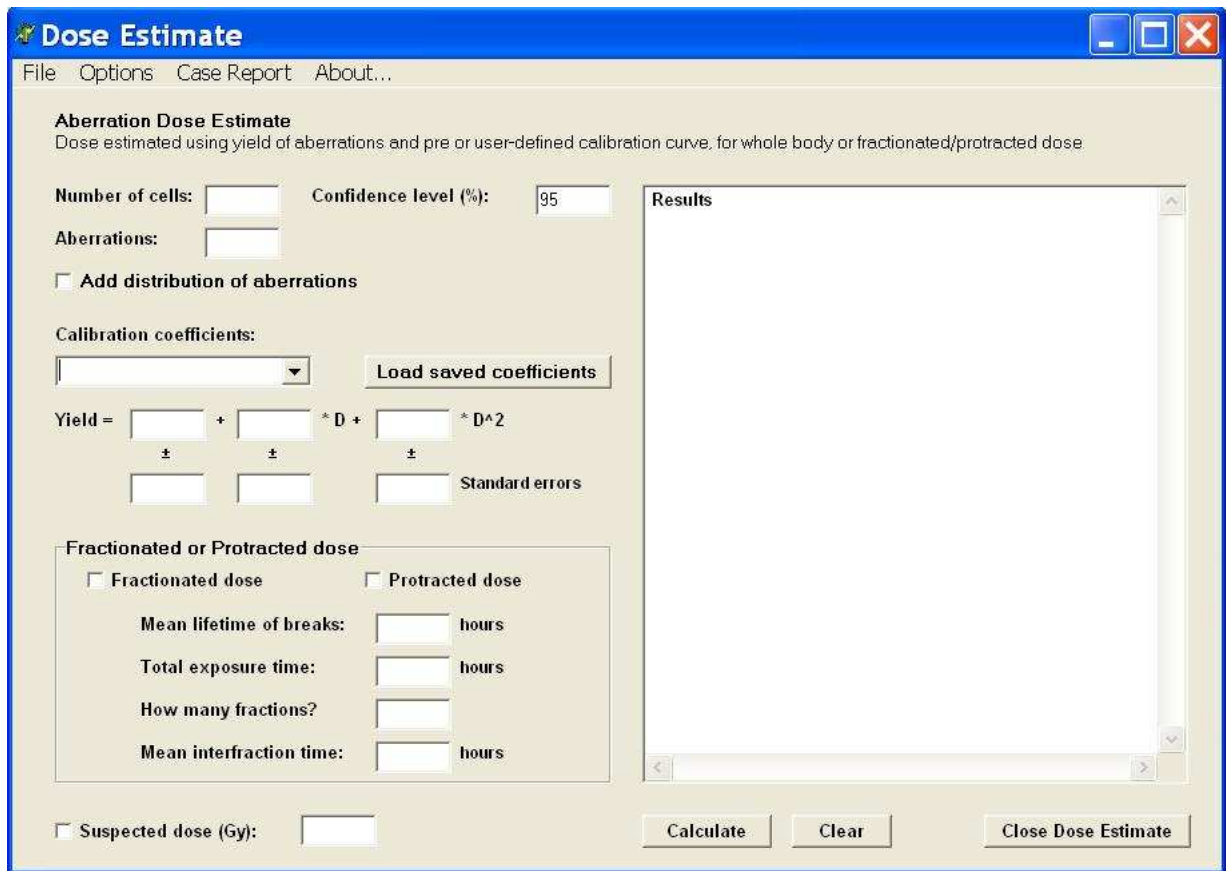 Dose Estimate
File Options Case Report About...
Aberration Dose Estimate
Dose estimated using yield of aberrations and pre or user-defined calibration curve, for whole body or fractionated/protracted dose
Number of cells: Confidence level (%): 95
Aberrations:
Add distribution of aberrations
Calibration coefficients:
Load saved coefficients
Yield = + * D + * D^2
± ± ±
Standard errors
Fractionated or Protracted dose
Fractionated dose Protracted dose
Mean lifetime of breaks: hours
Total exposure time: hours
How many fractions?
Mean interfraction time: hours
Suspected dose (Gy):
Results
Calculate Clear Close Dose Estimate